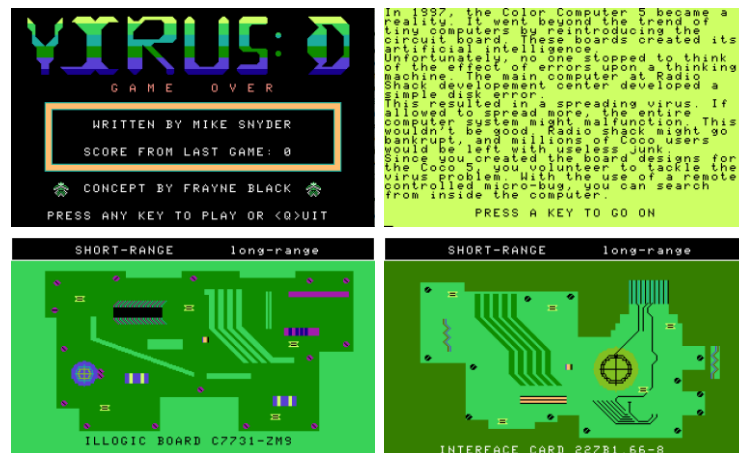 VIRUS: D
GAME OVER
WRITTEN BY MIKE SNYDER
SCORE FROM LAST GAME: 0
CONCEPT BY FRAYNE BLACK
PRESS ANY KEY TO PLAY OR <Q>UIT
In 1997, the Color Computer 5 became a
reality. It went beyond the trend of
tiny computers by reintroducing the
circuit board. These boards created its
artificial intelligence.
Unfortunately, no one stopped to think
of the effect of errors upon a thinking
machine. The main computer at Radio
Shack developement center developed a
simple disk error.
This resulted in a spreading virus. If
allowed to spread more, the entire
computer system might malfunction. This
wouldn't be good. Radio shack might go
bankrupt, and millions of Coco users
would be left with useless junk.
Since you created the board designs for
the Coco 5, you volunteer to tackle the
virus problem. With the use of a remote
controlled micro-bug, you can search
from inside the computer.
PRESS A KEY TO GO ON
SHORT-RANGE long-range
ILLOGIC BOARD C7731-ZM9
SHORT-RANGE long-range
INTERFACE CARD 227B1 66-8